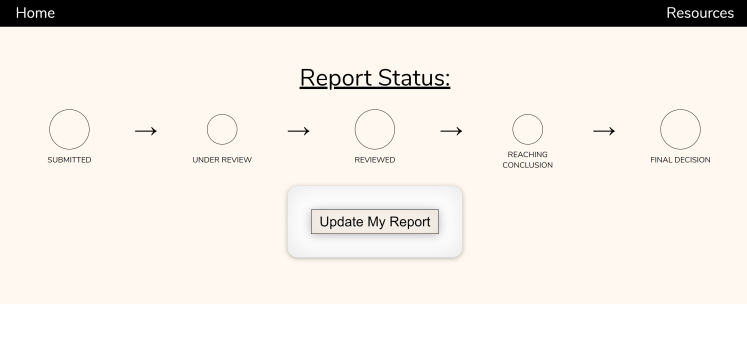 Home
Resources
Report Status:
SUBMITTED
UNDER REVIEW
REVIEWED
REACHING
CONCLUSION
FINAL DECISION
Update My Report